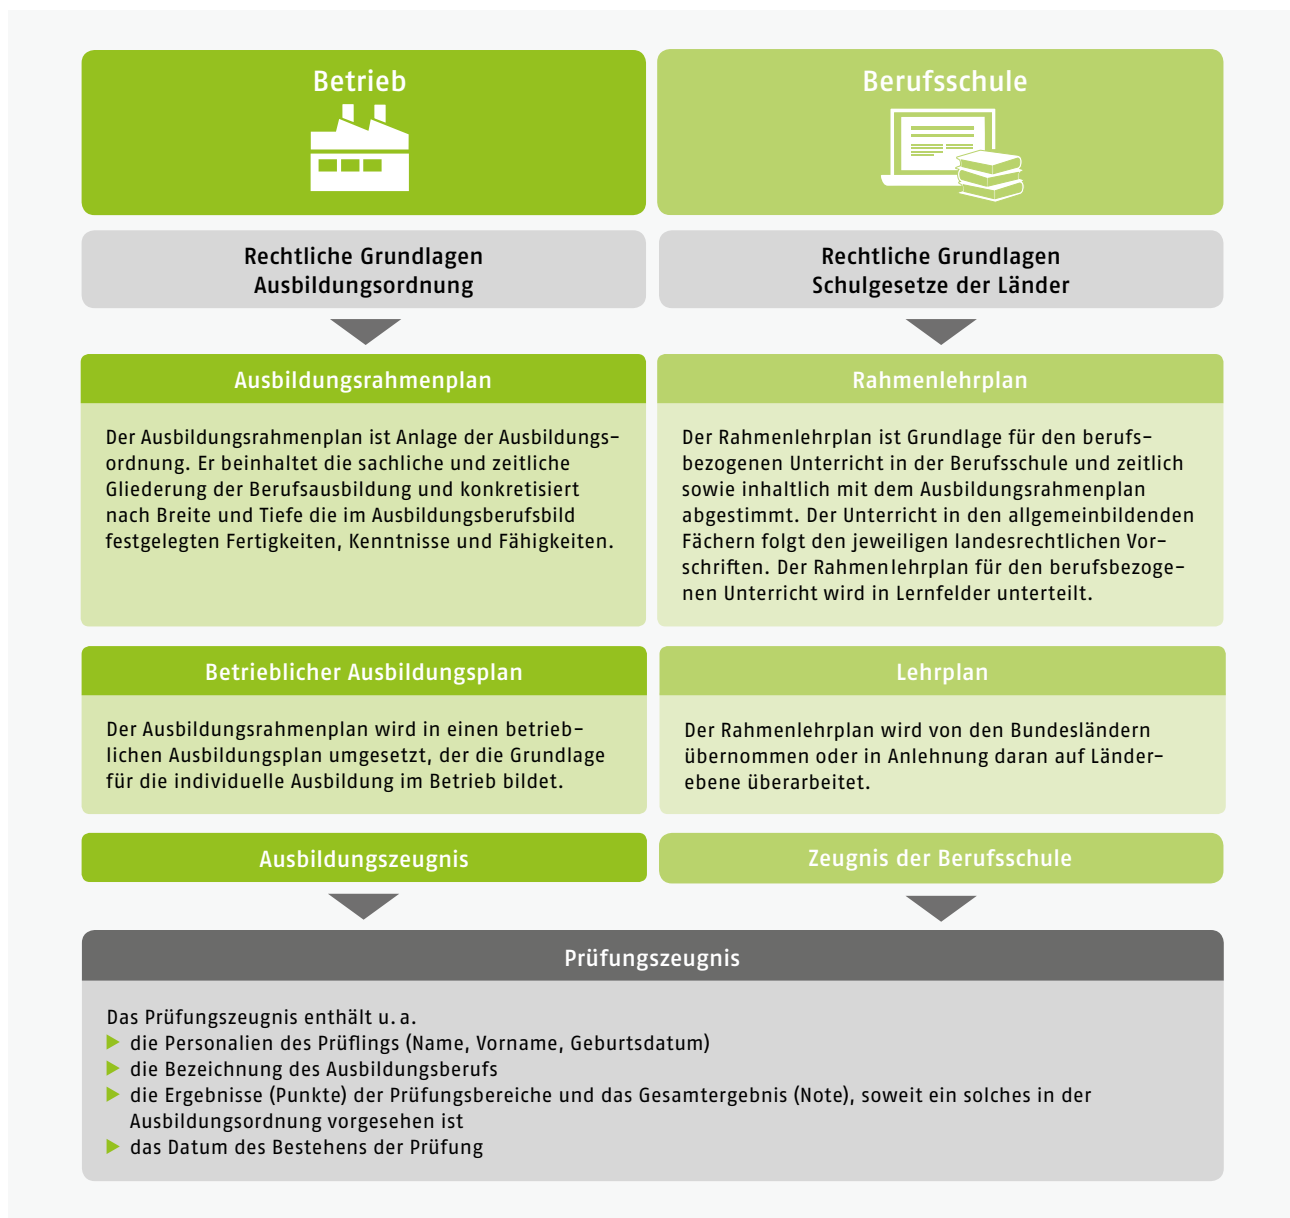 Betrieb
Rechtliche Grundlagen
Ausbildungsordnung
Ausbildungsrahmenplan
Der Ausbildungsrahmenplan ist Anlage der Ausbildungs-
ordnung. Er beinhaltet die sachliche und zeitliche
Gliederung der Berufsausbildung und konkretisiert
nach Breite und Tiefe die im Ausbildungsberufsbild
festgelegten Fertigkeiten, Kenntnisse und Fähigkeiten.
Betrieblicher Ausbildungsplan
Der Ausbildungsrahmenplan wird in einen betrieb-
lichen Ausbildungsplan umgesetzt, der die Grundlage
für die individuelle Ausbildung im Betrieb bildet.
Ausbildungszeugnis
Berufsschule
Rechtliche Grundlagen
Schulgesetze der Länder
Rahmenlehrplan
Der Rahmenlehrplan ist Grundlage für den berufs-
bezogenen Unterricht in der Berufsschule und zeitlich
sowie inhaltlich mit dem Ausbildungsrahmenplan
abgestimmt. Der Unterricht in den allgemeinbildenden
Fächern folgt den jeweiligen landesrechtlichen Vor-
schriften. Der Rahmenlehrplan für den berufsbezoge-
nen Unterricht wird in Lernfelder unterteilt.
Lehrplan
Der Rahmenlehrplan wird von den Bundesländern
übernommen oder in Anlehnung daran auf Länder-
ebene überarbeitet.
Zeugnis der Berufsschule
Prüfungszeugnis
Das Prüfungszeugnis enthält u. a.
▶ die Personalien des Prüflings (Name, Vorname, Geburtsdatum)
▶ die Bezeichnung des Ausbildungsberufs
▶ die Ergebnisse (Punkte) der Prüfungsbereiche und das Gesamtergebnis (Note), soweit ein solches in der
Ausbildungsordnung vorgesehen ist
▶ das Datum des Bestehens der Prüfung